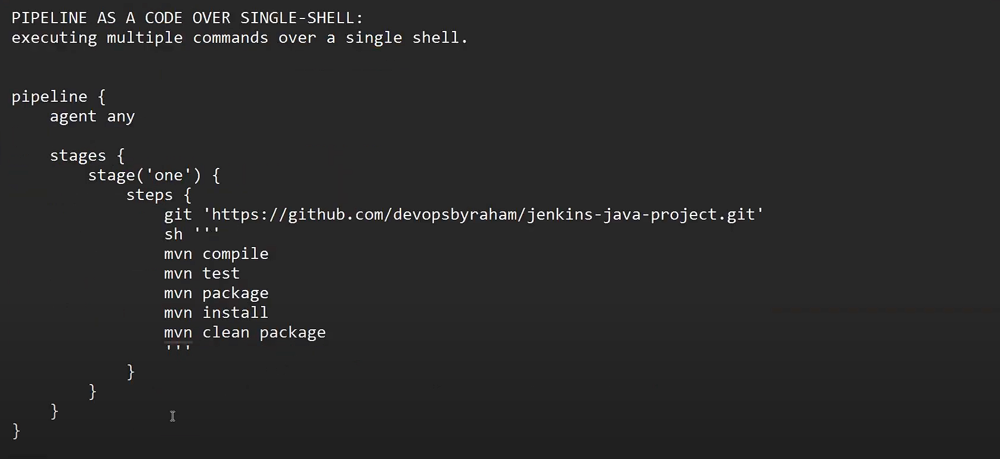 PIPELINE AS A CODE OVER SINGLE-SHELL:
executing multiple commands over a single shell.
pipeline {
    agent any
    stages {
        stage('one') {
            steps {
                git 'https://github.com/devopsbyraham/jenkins-java-project.git'
                sh '''
                mvn compile
                mvn test
                mvn package
                mvn install
                mvn clean package
                '''
            }
        }
    }
}